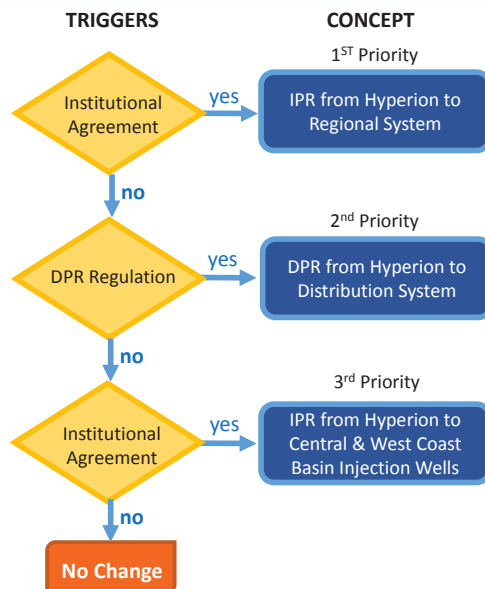 TRIGGERS
CONCEPT
1ST Priority
Institutional
Agreement
yes
IPR from Hyperion to
Regional System
no
2nd Priority
DPR Regulation
yes
DPR from Hyperion to
Distribution System
no
3rd Priority
Institutional
Agreement
yes
IPR from Hyperion to
Central & West Coast
Basin Injection Wells
no
No Change